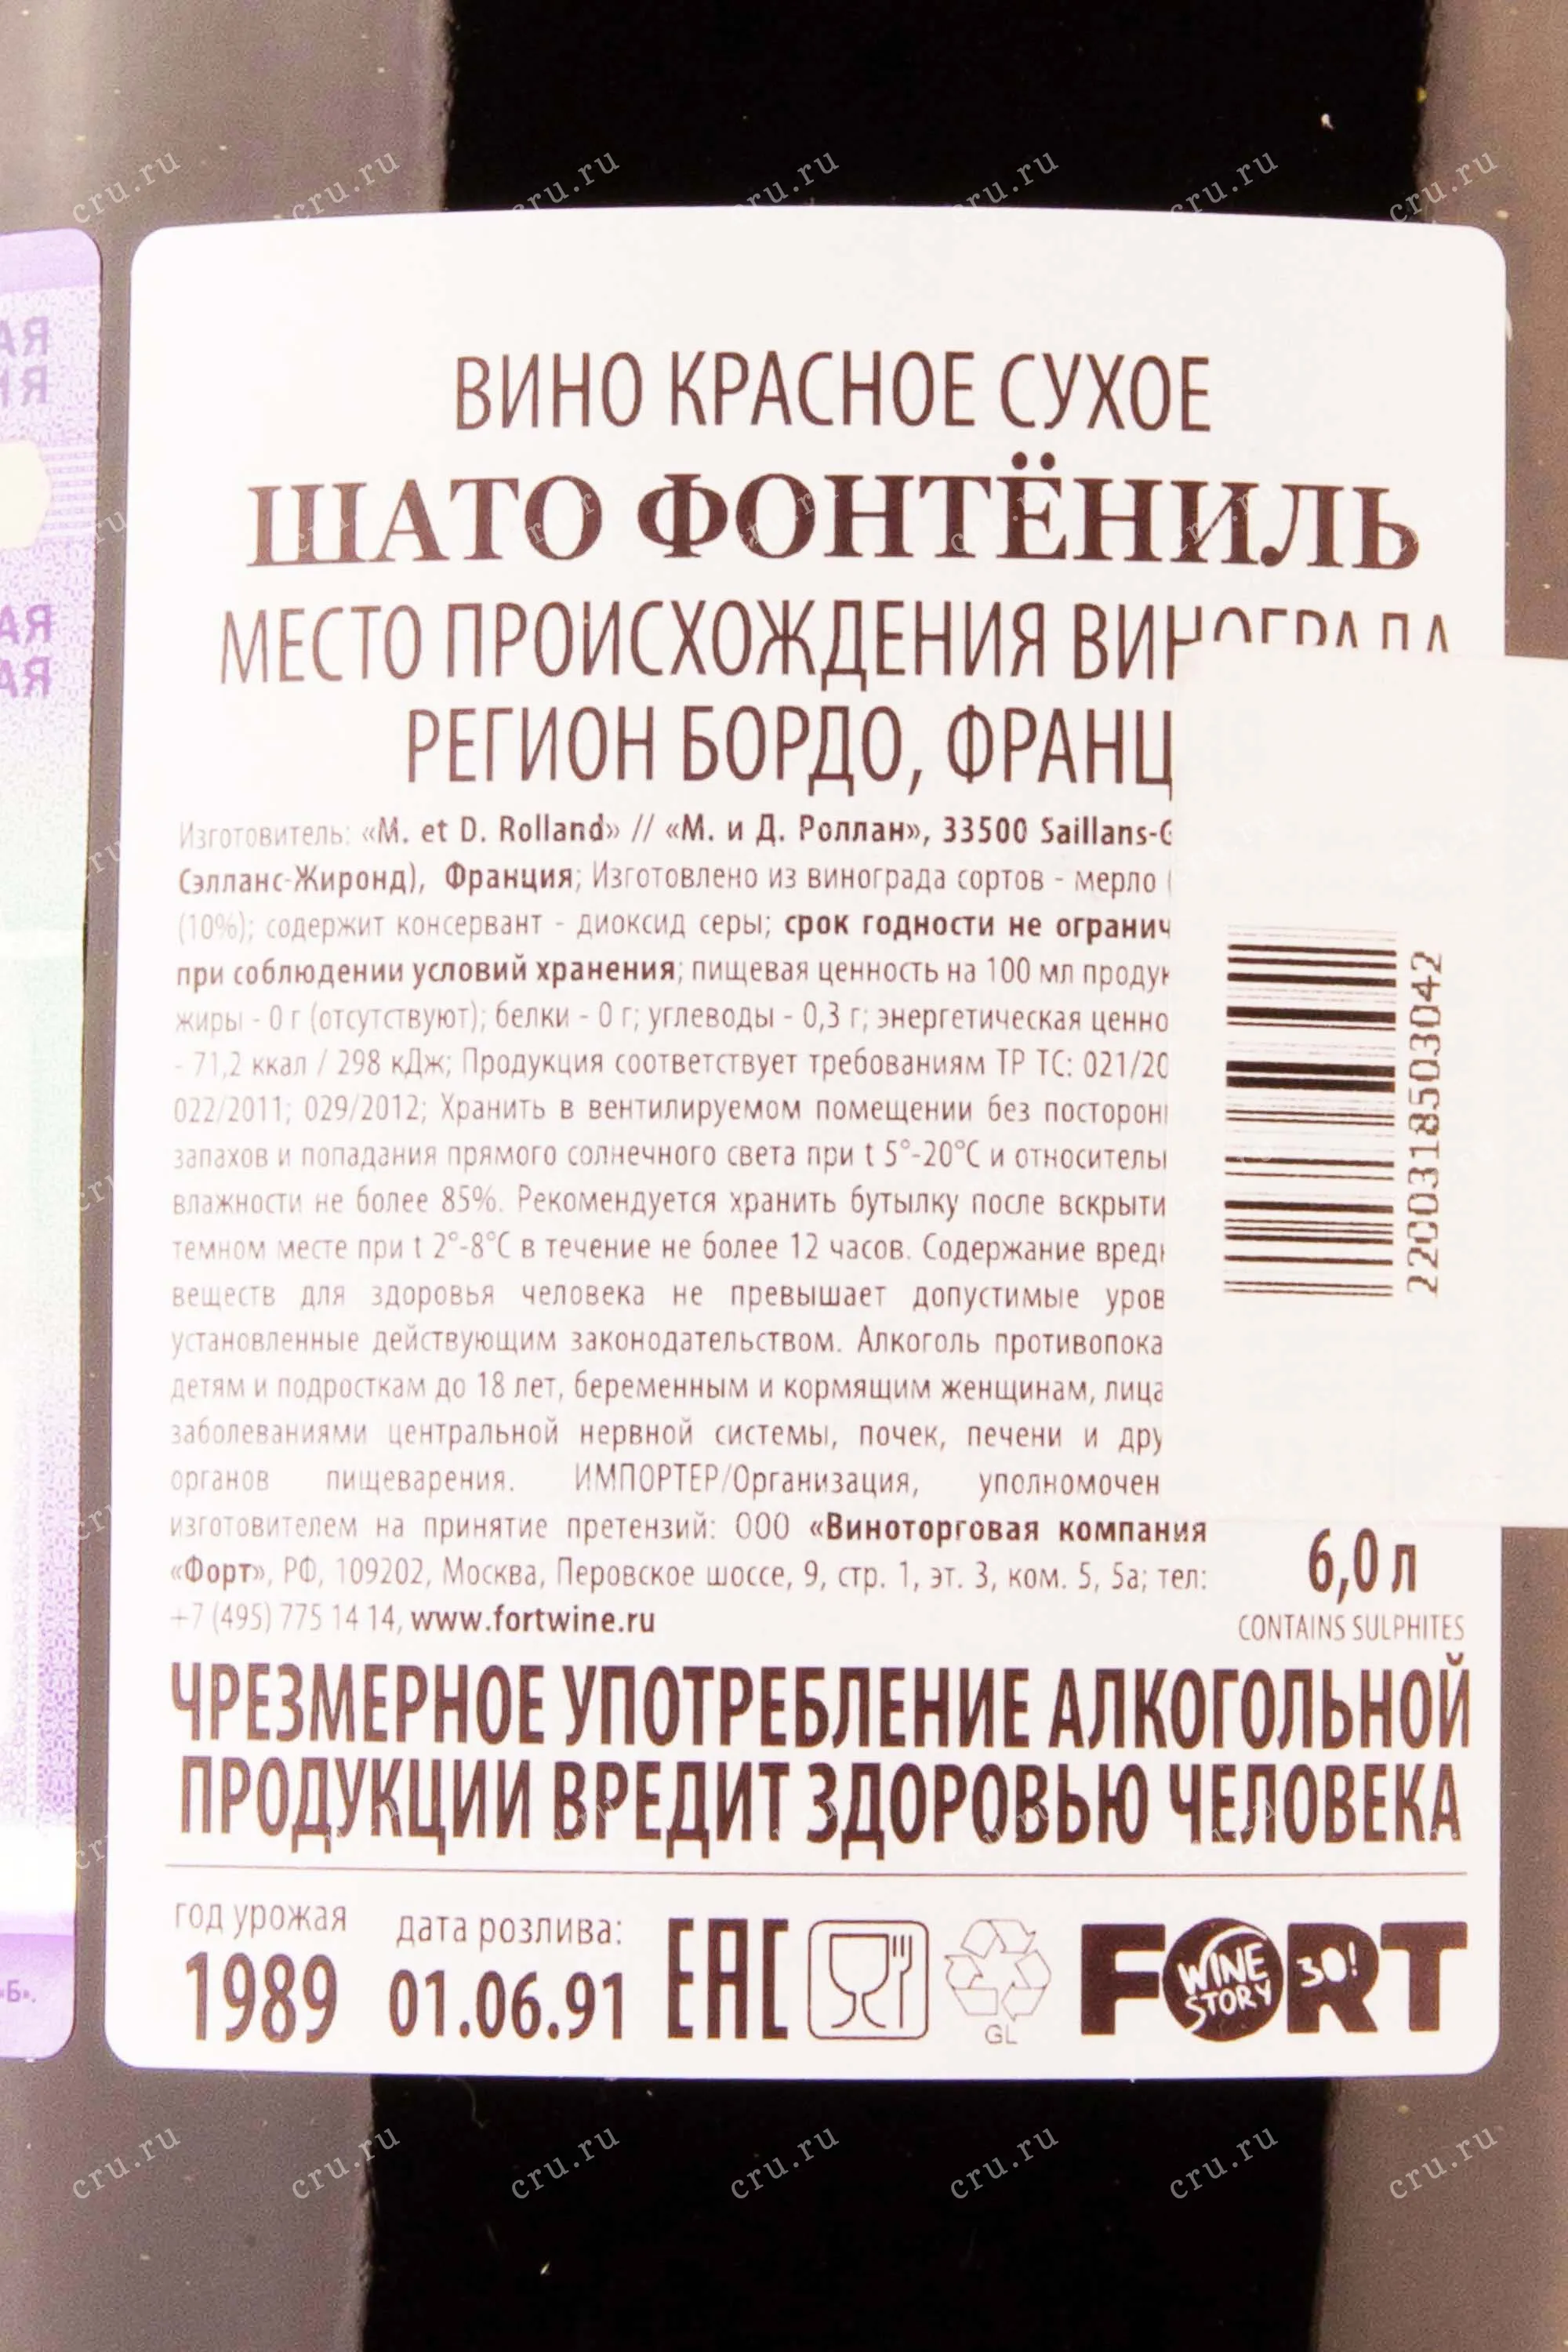 ВИНО КРАСНОЕ СУХОЕ
ШАТО ФОНТЁНИЛЬ
МЕСТО ПРОИСХОЖДЕНИЯ ВИНОГРАДА
РЕГИОН БОРДО, ФРАНЦ
Изготовитель: «M. et D. Rolland» // «М. и Д. Роллан», 33500 Saillans-G
Сэлланс-Жиронд), Франция; Изготовлено из винограда сортов - мерло (
(10%); содержит консервант - диоксид серы; срок годности не огранич
при соблюдении условий хранения; пищевая ценность на 100 мл продук
жиры - 0 г (отсутствуют); белки - 0 г; углеводы - 0,3 г; энергетическая ценно
- 71,2 ккал / 298 кДж; Продукция соответствует требованиям ТР ТС: 021/20
022/2011; 029/2012; Хранить в вентилируемом помещении без посторон
запахов и попадания прямого солнечного света при t 5°-20°C и относитель
влажности не более 85%. Рекомендуется хранить бутылку после вскрыти
темном месте при t 2°-8°C в течение не более 12 часов. Содержание вред
веществ для здоровья человека не превышает допустимые уров
установленные действующим законодательством. Алкоголь противопока
детям и подросткам до 18 лет, беременным и кормящим женщинам, лица
заболеваниями центральной нервной системы, почек, печени и дру
органов пищеварения. ИМПОРТЕР/Организация, уполномочен
изготовителем на принятие претензий: ООО «Виноторговая компания
«Форт», РФ, 109202, Москва, Перовское шоссе, 9, стр. 1, эт. 3, ком. 5, 5а; тел:
+7 (495) 775 14 14, www.fortwine.ru
2200318503042
6,0 л
CONTAINS SULPHITES
ЧРЕЗМЕРНОЕ УПОТРЕБЛЕНИЕ АЛКОГОЛЬНОЙ
ПРОДУКЦИИ ВРЕДИТ ЗДОРОВЬЮ ЧЕЛОВЕКА
год урожая
1989
дата розлива:
01.06.91
EAC
GL
FORT
WINE STORY
30!
cru.ru